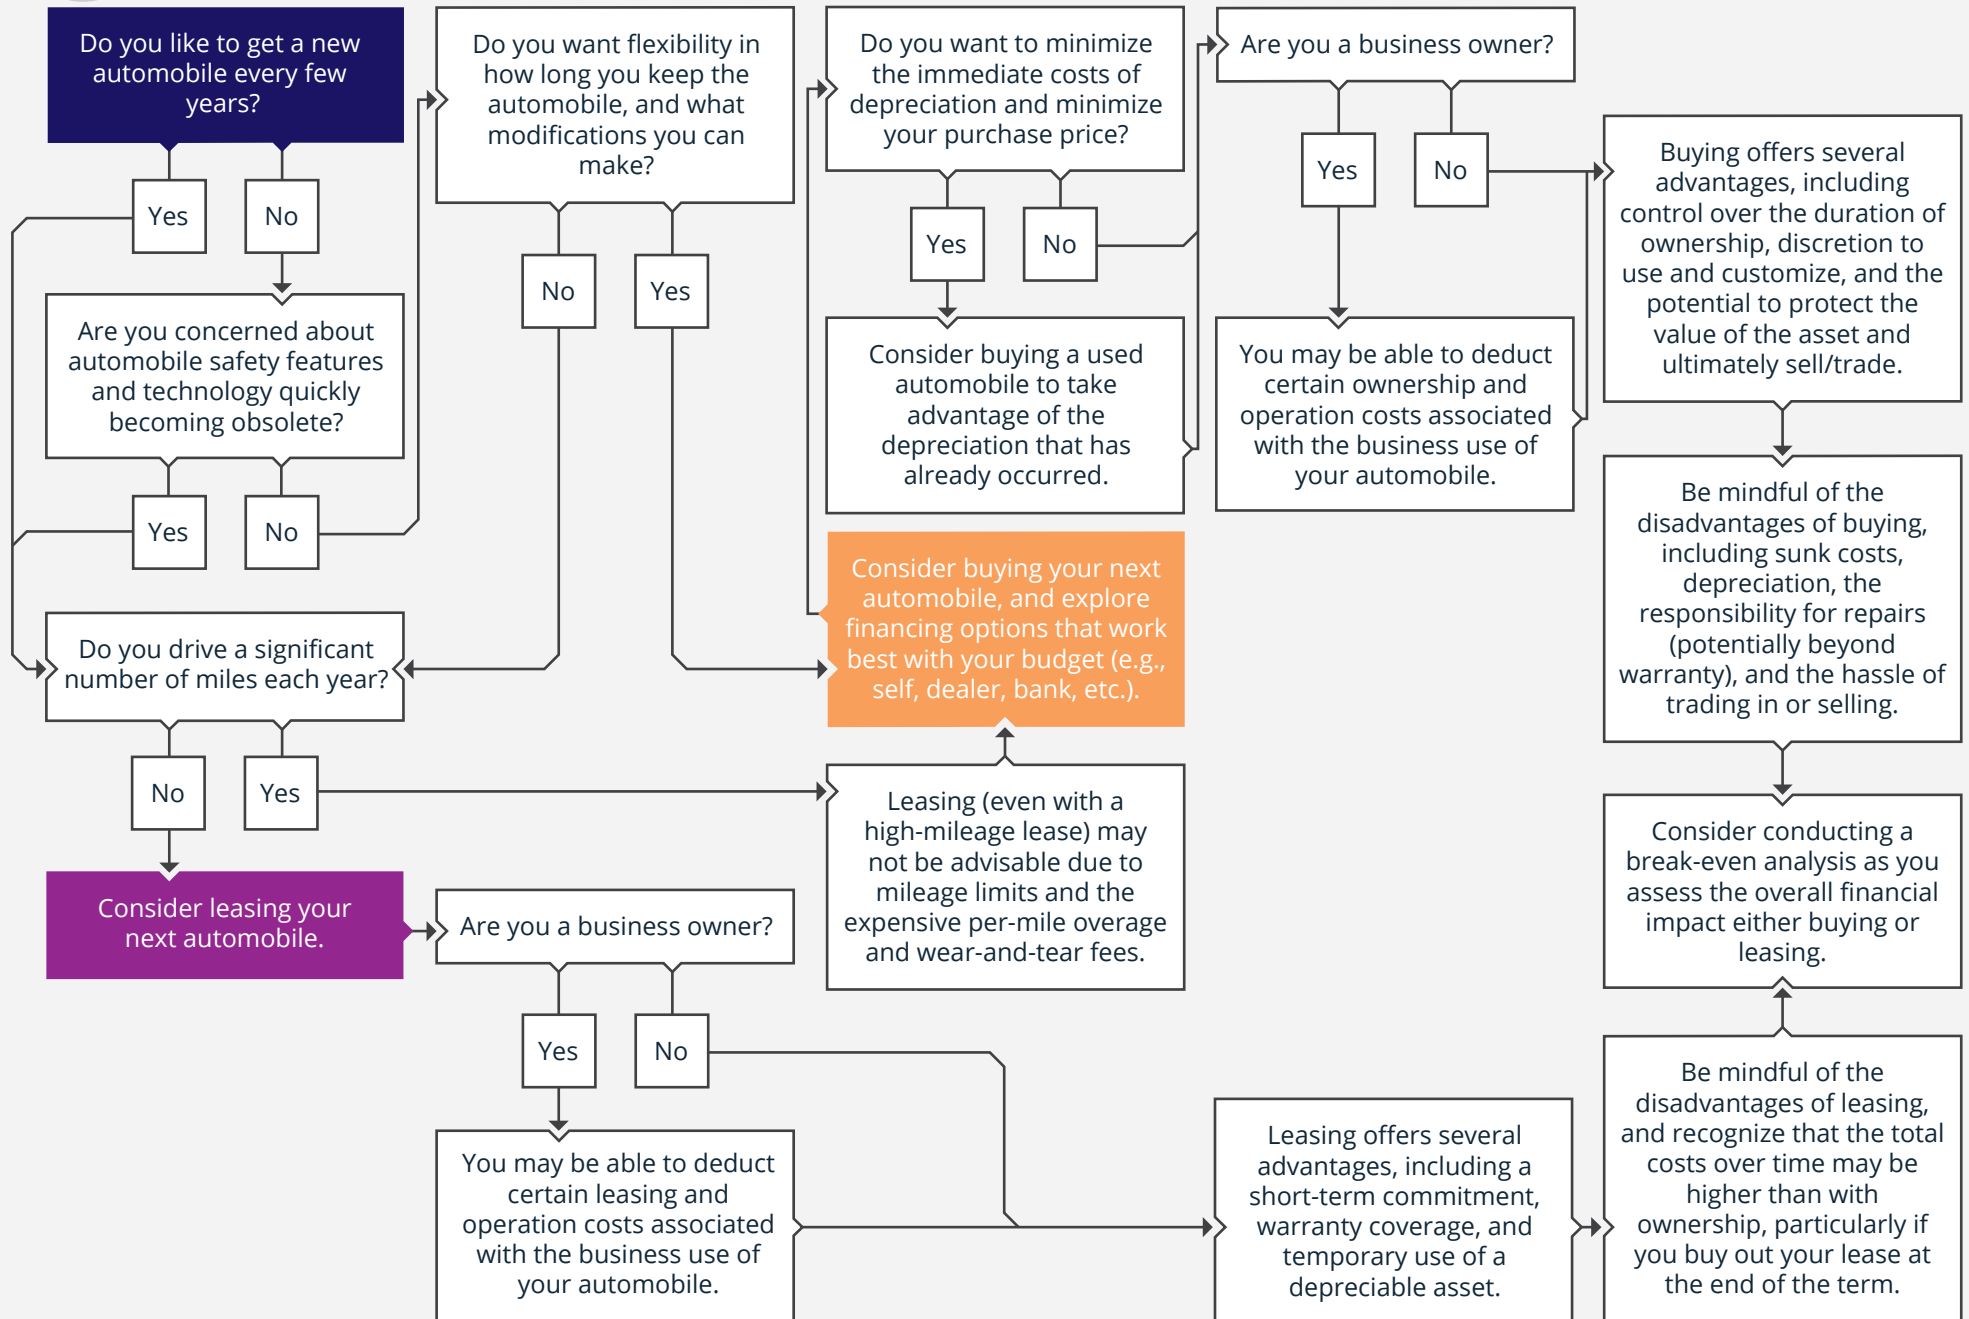 Do you like to get a new
automobile every few
years?
Yes
No
Are you concerned about
automobile safety features
and technology quickly
becoming obsolete?
Yes
No
Do you drive a significant
number of miles each year?
No
Yes
Consider leasing your
next automobile.
Do you want flexibility in
how long you keep the
automobile, and what
modifications you can
make?
No
Yes
Are you a business owner?
Yes
No
You may be able to deduct
certain leasing and
operation costs associated
with the business use of
your automobile.
Do you want to minimize
the immediate costs of
depreciation and minimize
your purchase price?
Yes
No
Consider buying a used
automobile to take
advantage of the
depreciation that has
already occurred.
Consider buying your next
automobile, and explore
financing options that work
best with your budget (e.g.,
self, dealer, bank, etc.).
Leasing (even with a
high-mileage lease) may
not be advisable due to
mileage limits and the
expensive per-mile overage
and wear-and-tear fees.
Are you a business owner?
Yes
No
You may be able to deduct
certain ownership and
operation costs associated
with the business use of
your automobile.
Leasing offers several
advantages, including a
short-term commitment,
warranty coverage, and
temporary use of a
depreciable asset.
Buying offers several
advantages, including
control over the duration of
ownership, discretion to
use and customize, and the
potential to protect the
value of the asset and
ultimately sell/trade.
Be mindful of the
disadvantages of buying,
including sunk costs,
depreciation, the
responsibility for repairs
(potentially beyond
warranty), and the hassle of
trading in or selling.
Consider conducting a
break-even analysis as you
assess the overall financial
impact either buying or
leasing.
Be mindful of the
disadvantages of leasing,
and recognize that the total
costs over time may be
higher than with
ownership, particularly if
you buy out your lease at
the end of the term.